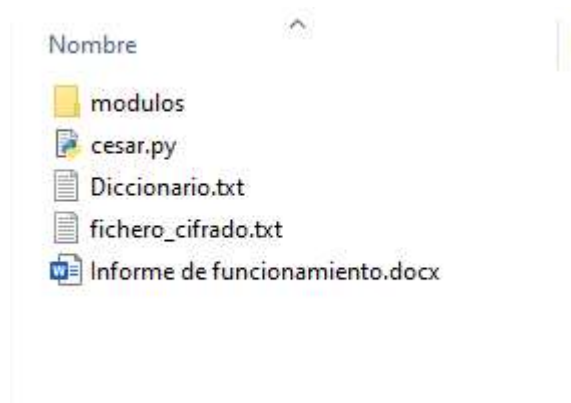 Nombre
modulos
cesar.py
Diccionario.txt
fichero_cifrado.txt
Informe de funcionamiento.docx